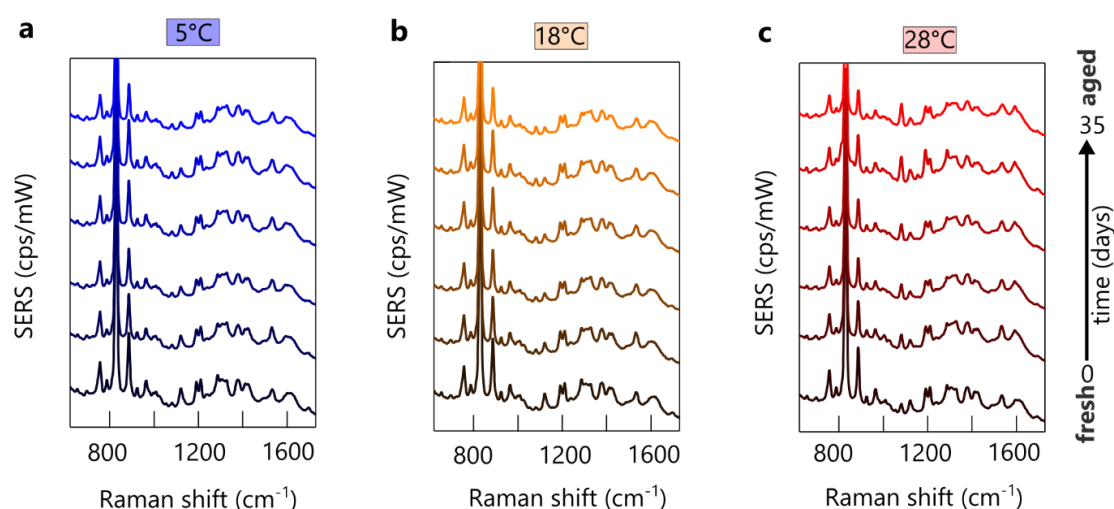 a
5°C
b
18°C
c
28°C
SERS (cps/mW)
800
1200
1600
Raman shift (cm-1)
SERS (cps/mW)
800
1200
1600
Raman shift (cm-1)
SERS (cps/mW)
800
1200
1600
Raman shift (cm-1)
aged
35
time (days)
0
fresh